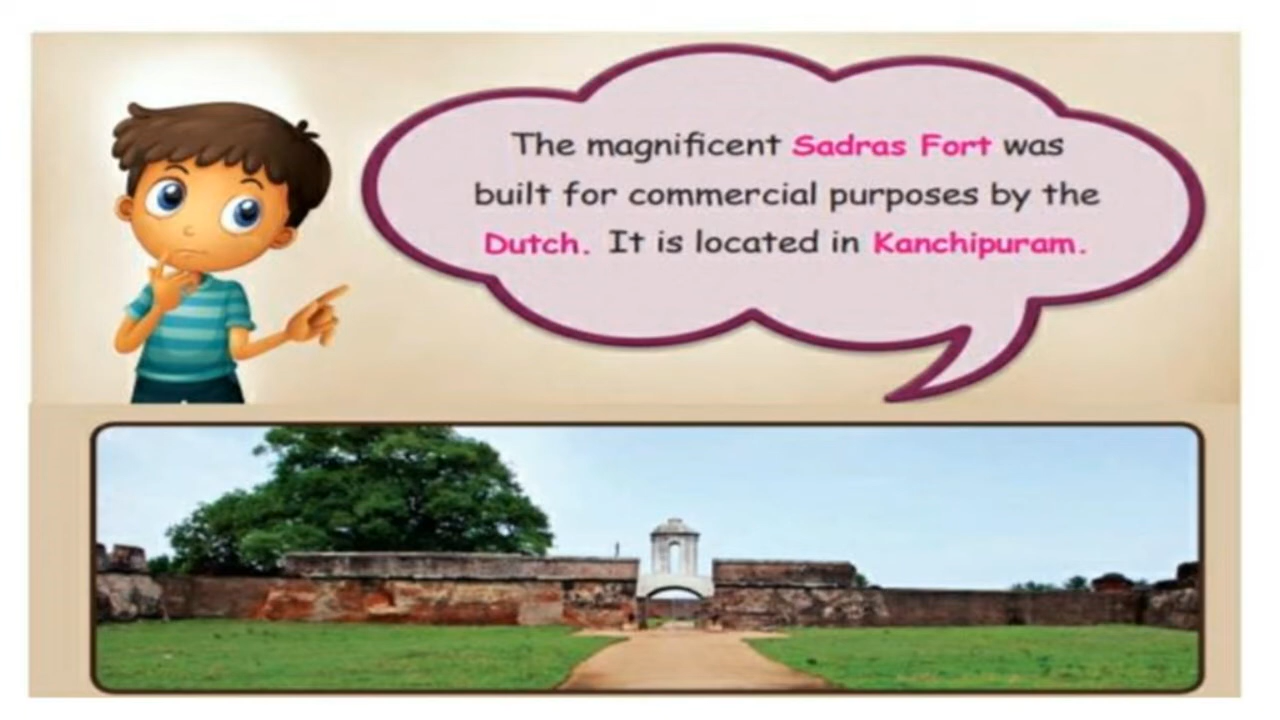 The magnificent Sadras Fort was
built for commercial purposes by the
Dutch. It is located in Kanchipuram.